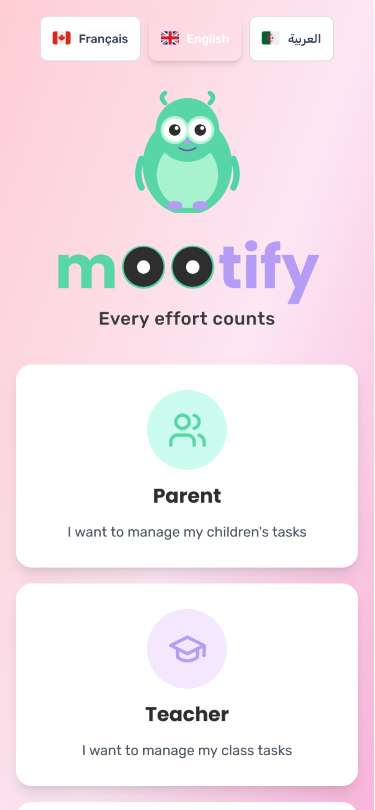 Français
English
العربية
mootify
Every effort counts
Parent
I want to manage my children's tasks
Teacher
I want to manage my class tasks